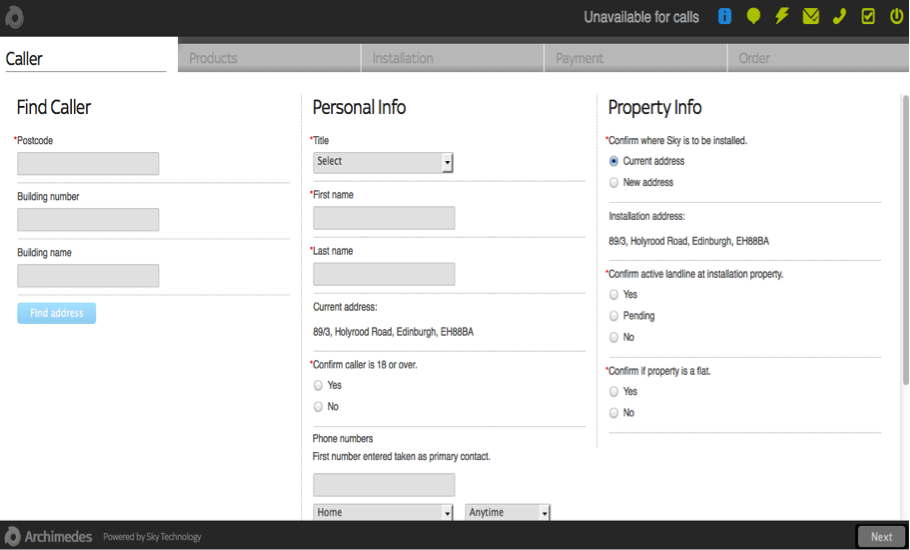 Unavailable for calls
Caller
Products
Installation
Payment
Order
Find Caller
*Postcode
Building number
Building name
Find address
Personal Info
*Title
Select
*First name
*Last name
Current address:
89/3, Holyrood Road, Edinburgh, EH88BA
*Confirm caller is 18 or over.
Yes
No
Phone numbers
First number entered taken as primary contact.
Home
Anytime
Property Info
*Confirm where Sky is to be installed.
Current address
New address
Installation address:
89/3, Holyrood Road, Edinburgh, EH88BA
*Confirm active landline at installation property.
Yes
Pending
No
*Confirm if property is a flat.
Yes
No
Archimedes Powered by Sky Technology
Next